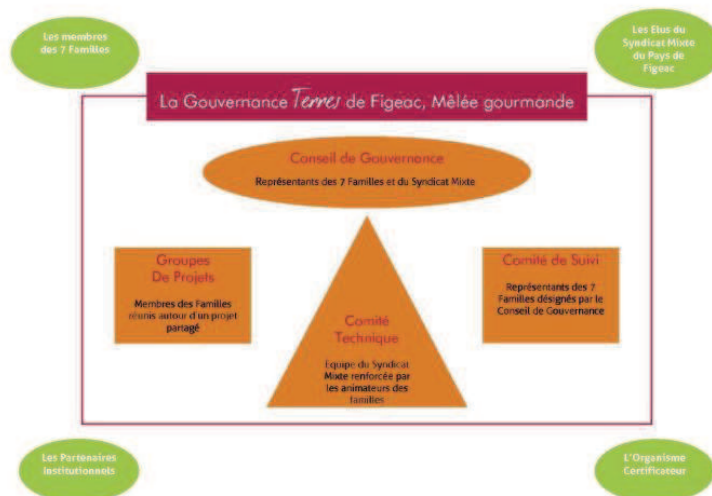 Les membres
des 7 Familles
Les Elus du
Syndicat Mixte
du Pays de
Figeac
La Gouvernance Terres de Figeac, Mêlée gourmande
Conseil de Gouvernance
Représentants des 7 Familles et du Syndicat Mixte
Groupes
De Projets
Membres des Familles
réunis autour d'un projet
partagé
Comité
Technique
Equipe du Syndicat
Mixte renforcée par
les animateurs des
familles
Comité de Suivi
Représentants des 7
Familles désignés par le
Conseil de Gouvernance
Les Partenaires
Institutionnels
L'Organisme
Certificateur